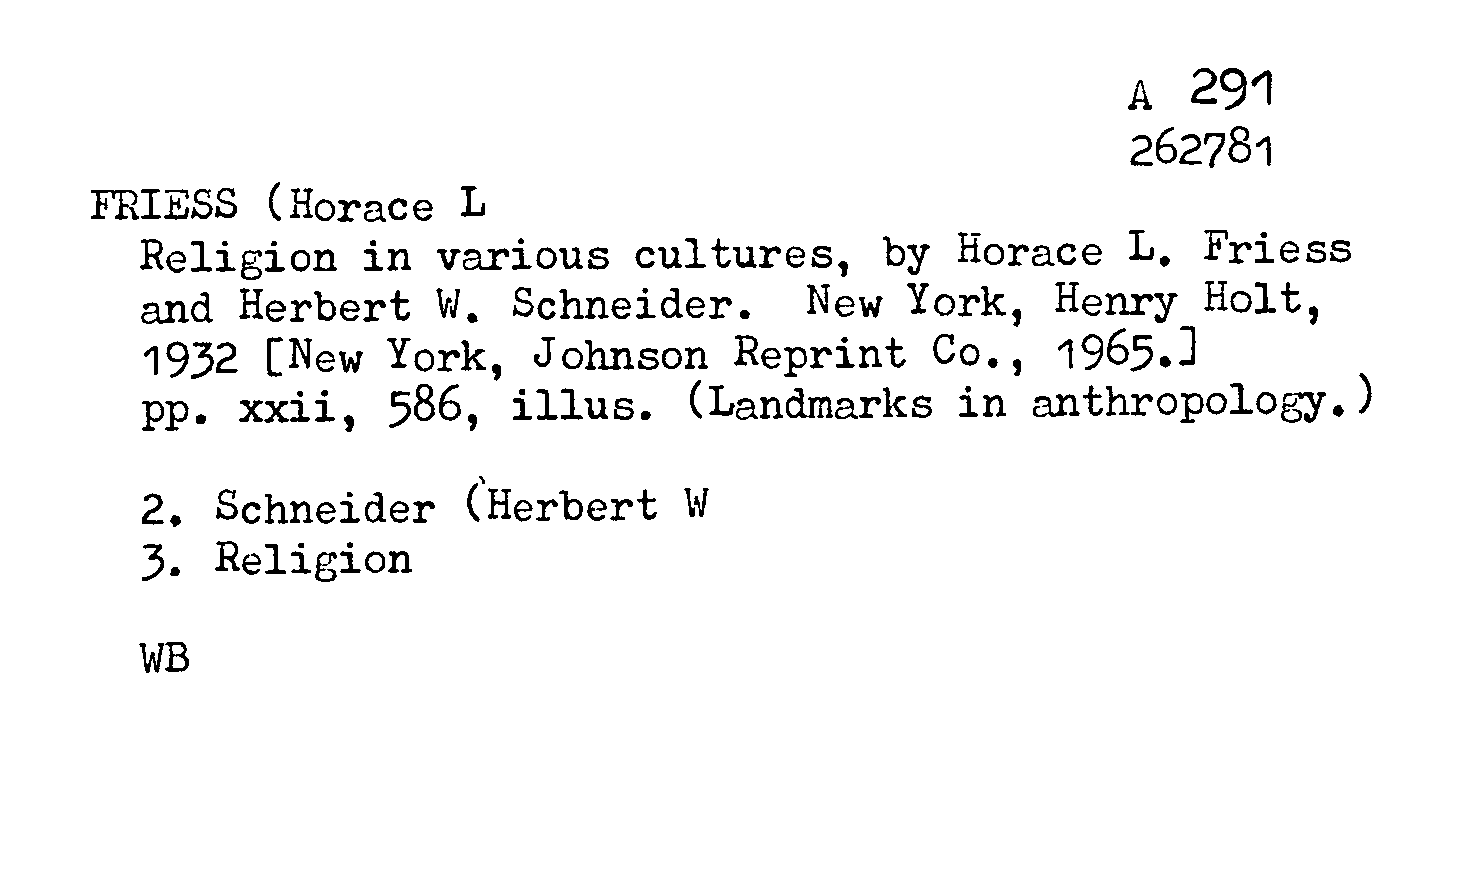 A 291
262781
FRIESS (Horace L
Religion in various cultures, by Horace L. Friess
and Herbert W. Schneider. New York, Henry Holt,
1932 [New York, Johnson Reprint Co., 1965.]
pp. xxii, 586, illus. (Landmarks in anthropology.)
2. Schneider (Herbert W
3. Religion
WB